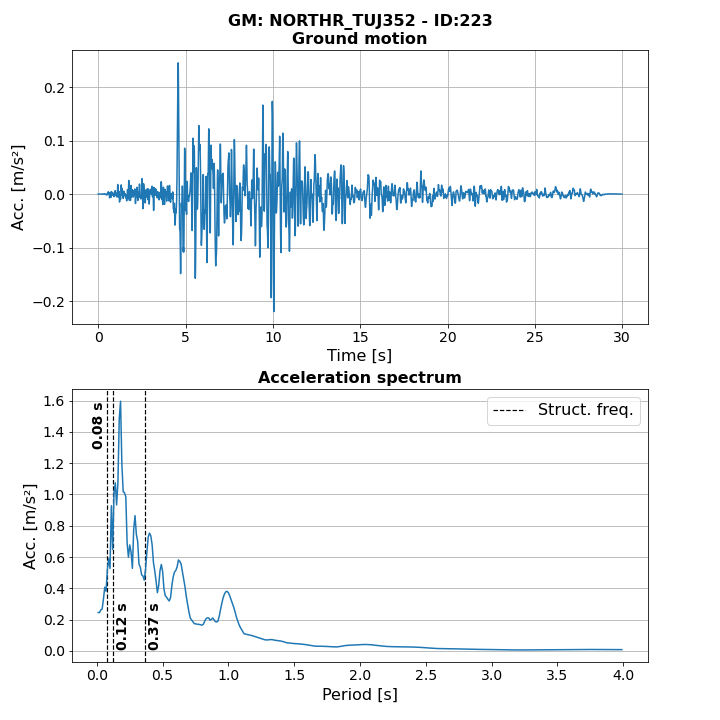 GM: NORTHR_TUJ352 - ID:223
Ground motion
Acc. [m/s²]
0.2
0.1
0.0
−0.1
−0.2
0 5 10 15 20 25 30
Time [s]
Acceleration spectrum
Acc. [m/s²]
1.6
1.4
1.2
1.0
0.8
0.6
0.4
0.2
0.0
Struct. freq.
0.08 s
0.12 s
0.37 s
0.0 0.5 1.0 1.5 2.0 2.5 3.0 3.5 4.0
Period [s]